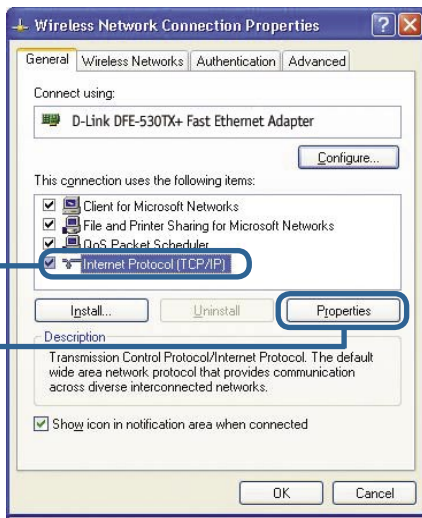 Wireless Network Connection Properties
General Wireless Networks Authentication Advanced
Connect using:
D-Link DFE-530TX+ Fast Ethernet Adapter
Configure...
This connection uses the following items:
Client for Microsoft Networks
File and Printer Sharing for Microsoft Networks
QoS Packet Scheduler
Internet Protocol (TCP/IP)
Install... Uninstall Properties
Description
Transmission Control Protocol/Internet Protocol. The default
wide area network protocol that provides communication
across diverse interconnected networks.
Show icon in notification area when connected
OK Cancel